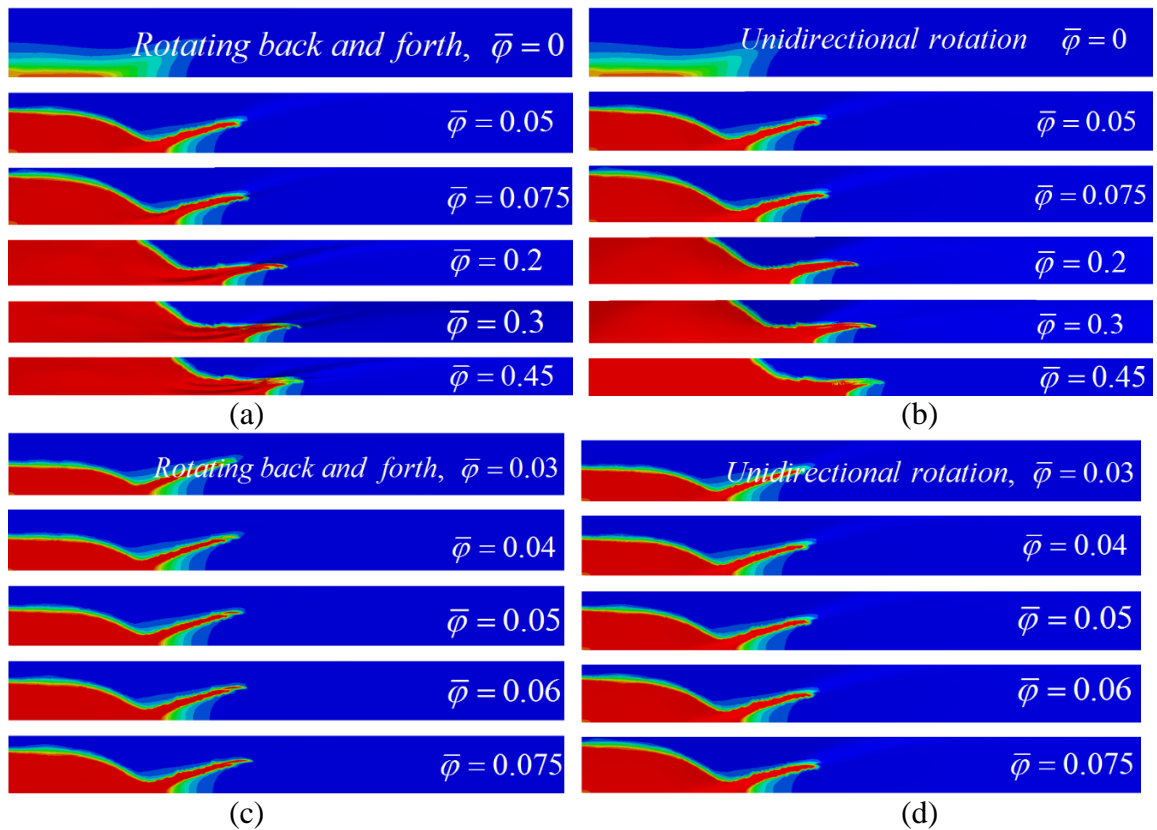 Rotating back and forth, φ̅ = 0
φ̅ = 0.05
φ̅ = 0.075
φ̅ = 0.2
φ̅ = 0.3
φ̅ = 0.45
(a)
Unidirectional rotation φ̅ = 0
φ̅ = 0.05
φ̅ = 0.075
φ̅ = 0.2
φ̅ = 0.3
φ̅ = 0.45
(b)
Rotating back and forth, φ̅ = 0.03
φ̅ = 0.04
φ̅ = 0.05
φ̅ = 0.06
φ̅ = 0.075
(c)
Unidirectional rotation, φ̅ = 0.03
φ̅ = 0.04
φ̅ = 0.05
φ̅ = 0.06
φ̅ = 0.075
(d)